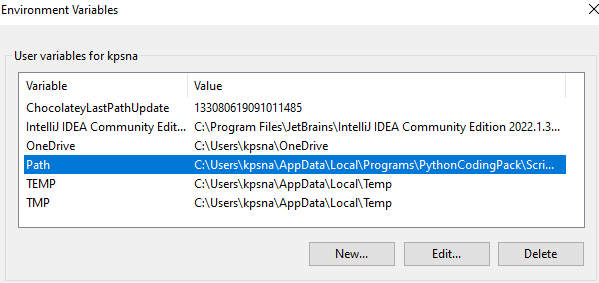 Environment Variables
User variables for kpsna
Variable Value
ChocolateyLastPathUpdate 133080619091011485
IntelliJ IDEA Community Edit... C:\Program Files\JetBrains\IntelliJ IDEA Community Edition 2022.1.3...
OneDrive C:\Users\kpsna\OneDrive
Path C:\Users\kpsna\AppData\Local\Programs\PythonCodingPack\Scri...
TEMP C:\Users\kpsna\AppData\Local\Temp
TMP C:\Users\kpsna\AppData\Local\Temp
New... Edit... Delete